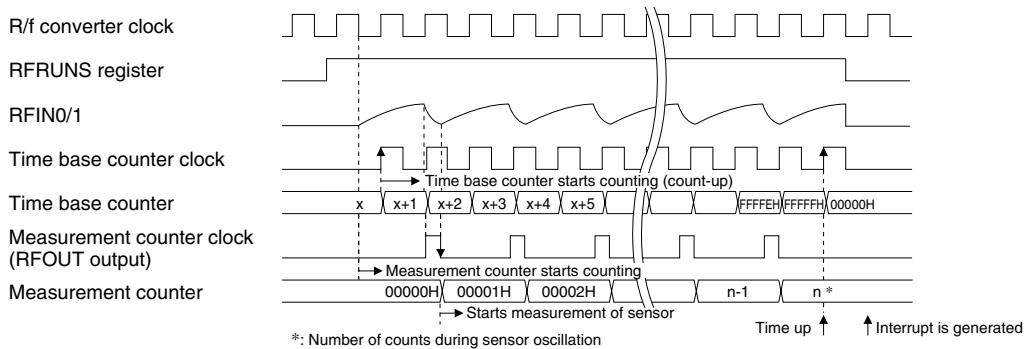 R/f converter clock
RFRUNS register
RFIN0/1
Time base counter clock
Time base counter starts counting (count-up)
Time base counter
x x+1 x+2 x+3 x+4 x+5 FFFFEH FFFFFH 00000H
Measurement counter clock
(RFOUT output)
Measurement counter starts counting
Measurement counter
00000H 00001H 00002H n-1 n *
Starts measurement of sensor
Time up
Interrupt is generated
*: Number of counts during sensor oscillation